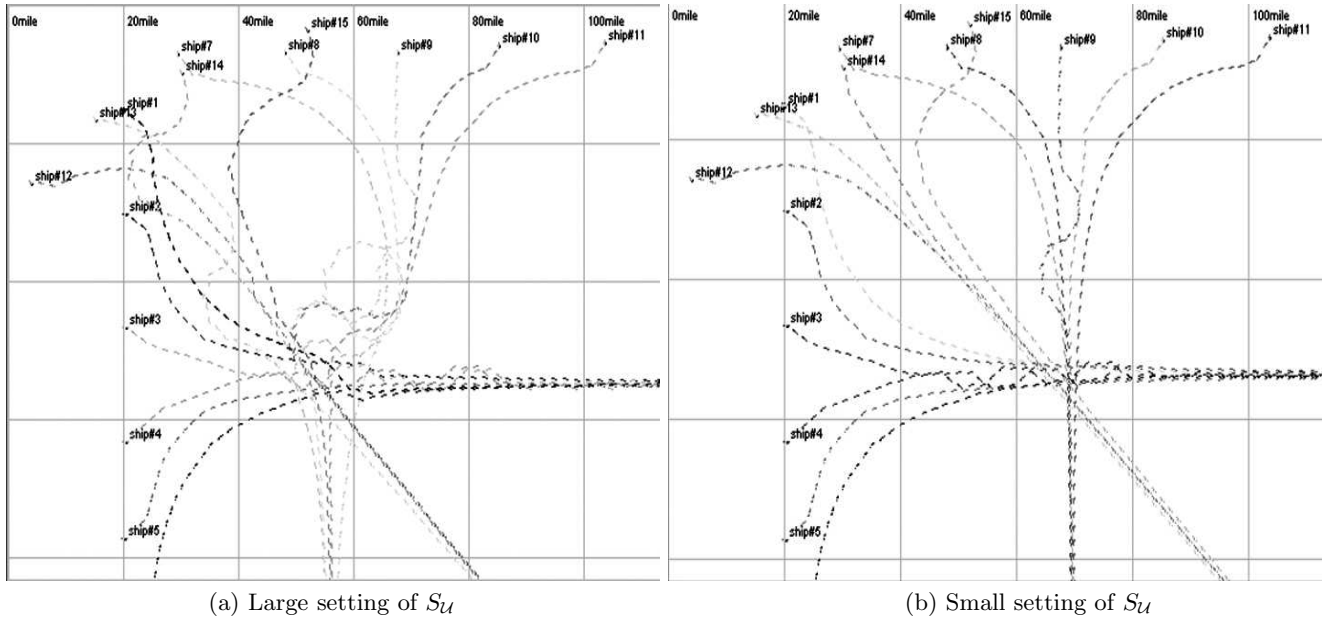 0mile 20mile 40mile ship#15 60mile 80mile 100mile
ship#7 ship#8 ship#9 ship#10 ship#11
ship#14
ship#1
ship#13
ship#12
ship#2
ship#3
ship#4
ship#5
(a) Large setting of S𝒰
0mile 20mile 40mile ship#15 60mile 80mile 100mile
ship#7 ship#8 ship#9 ship#10 ship#11
ship#14
ship#1
ship#13
ship#12
ship#2
ship#3
ship#4
ship#5
(b) Small setting of S𝒰